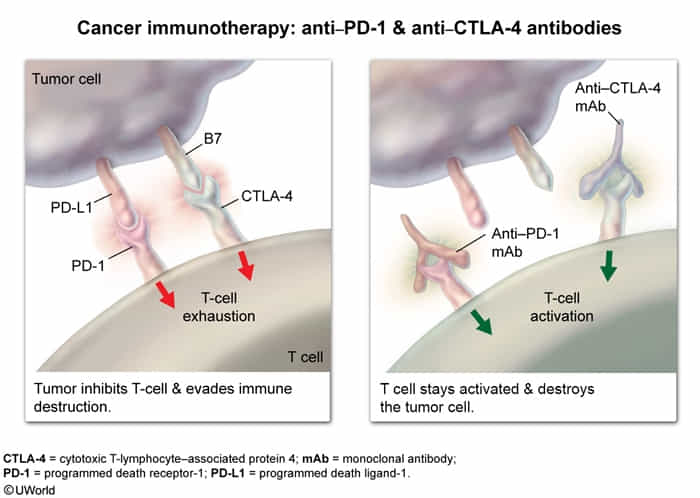 Cancer immunotherapy: anti–PD-1 & anti–CTLA-4 antibodies
Tumor cell
B7
PD-L1
CTLA-4
PD-1
T-cell
exhaustion
T cell
Tumor inhibits T-cell & evades immune
destruction.
Anti–CTLA-4
mAb
Anti–PD-1
mAb
T-cell
activation
T cell stays activated & destroys
the tumor cell.
CTLA-4 = cytotoxic T-lymphocyte–associated protein 4; mAb = monoclonal antibody;
PD-1 = programmed death receptor-1; PD-L1 = programmed death ligand-1.
©UWorld